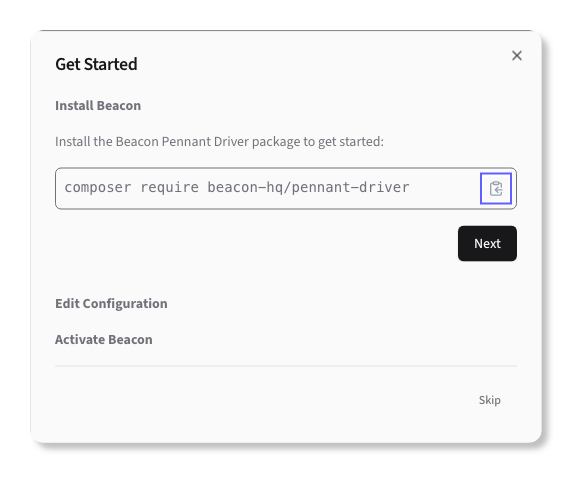 Get Started
Install Beacon
Install the Beacon Pennant Driver package to get started:
composer require beacon-hq/pennant-driver
Next
Edit Configuration
Activate Beacon
Skip